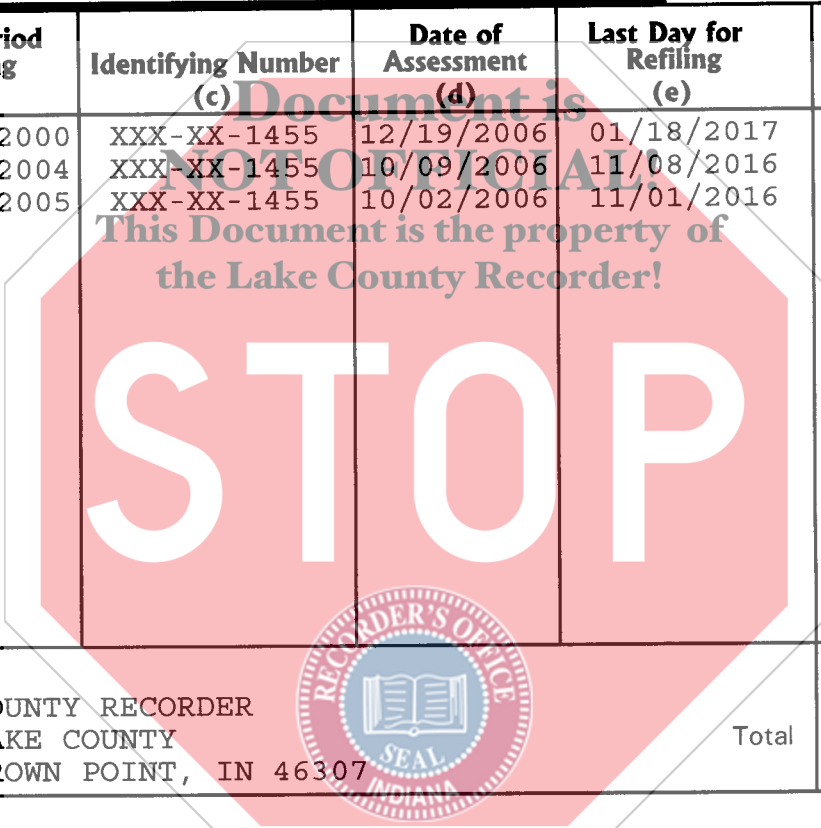 riod
g
Identifying Number
(c)
Date of
Assessment
(d)
Last Day for
Refiling
(e)
2000 XXX-XX-1455 12/19/2006 01/18/2017
2004 XXX-XX-1455 10/09/2006 11/08/2016
2005 XXX-XX-1455 10/02/2006 11/01/2016
Document is
NOT OFFICIAL!
This Document is the property of
the Lake County Recorder!
STOP
OUNTY RECORDER
AKE COUNTY
ROWN POINT, IN 46307
Total
RECORDER'S OFFICE
SEAL
INDIANA